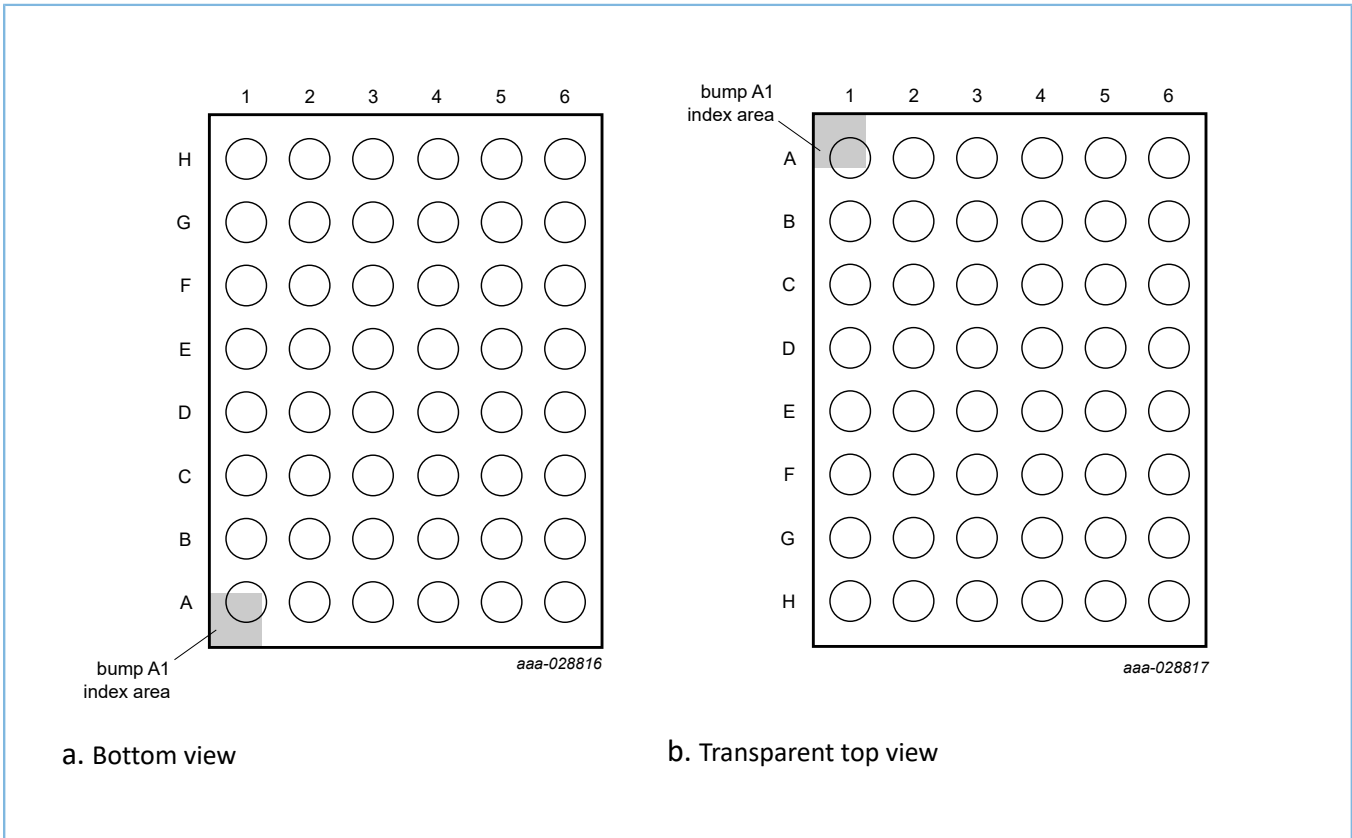 1 2 3 4 5 6
H
G
F
E
D
C
B
A
bump A1
index area
aaa-028816
a. Bottom view
bump A1
index area
1 2 3 4 5 6
A
B
C
D
E
F
G
H
aaa-028817
b. Transparent top view